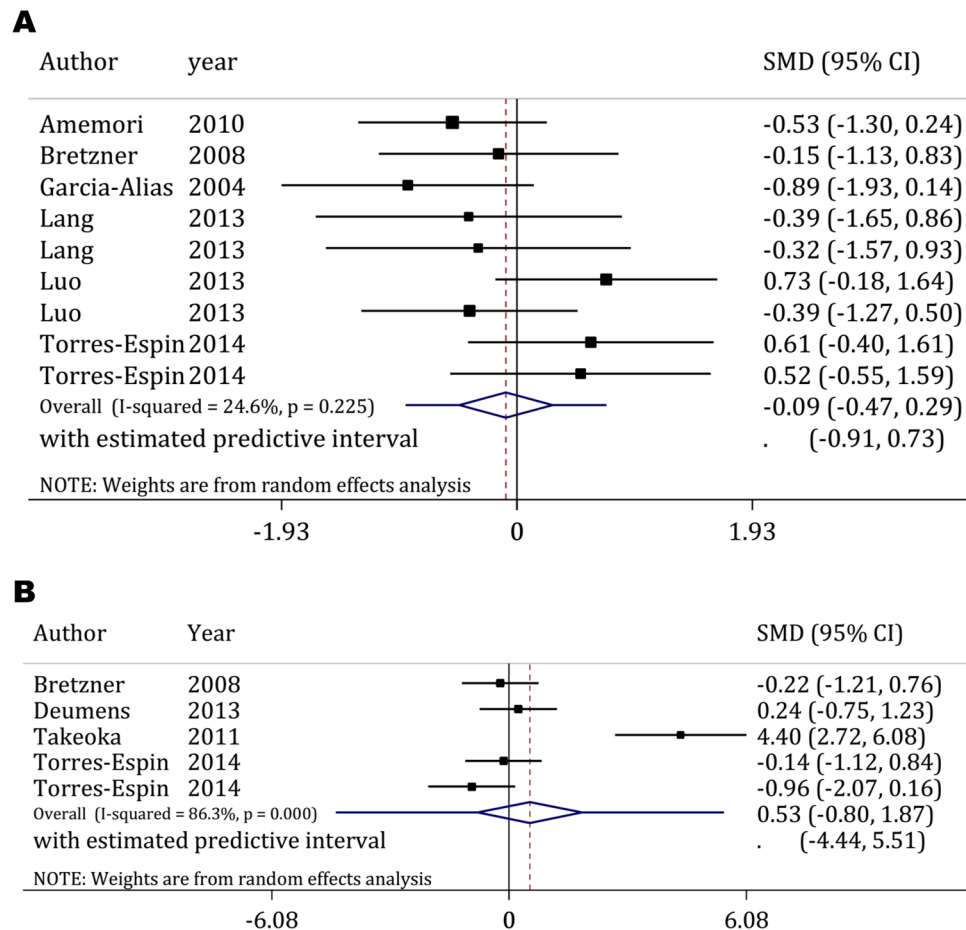 A
Author year SMD (95% CI)
Amemori 2010 -0.53 (-1.30, 0.24)
Bretzner 2008 -0.15 (-1.13, 0.83)
Garcia-Alias 2004 -0.89 (-1.93, 0.14)
Lang 2013 -0.39 (-1.65, 0.86)
Lang 2013 -0.32 (-1.57, 0.93)
Luo 2013 0.73 (-0.18, 1.64)
Luo 2013 -0.39 (-1.27, 0.50)
Torres-Espin 2014 0.61 (-0.40, 1.61)
Torres-Espin 2014 0.52 (-0.55, 1.59)
Overall (I-squared = 24.6%, p = 0.225) -0.09 (-0.47, 0.29)
with estimated predictive interval . (-0.91, 0.73)
NOTE: Weights are from random effects analysis
-1.93 0 1.93
B
Author Year SMD (95% CI)
Bretzner 2008 -0.22 (-1.21, 0.76)
Deumens 2013 0.24 (-0.75, 1.23)
Takeoka 2011 4.40 (2.72, 6.08)
Torres-Espin 2014 -0.14 (-1.12, 0.84)
Torres-Espin 2014 -0.96 (-2.07, 0.16)
Overall (I-squared = 86.3%, p = 0.000) 0.53 (-0.80, 1.87)
with estimated predictive interval . (-4.44, 5.51)
NOTE: Weights are from random effects analysis
-6.08 0 6.08